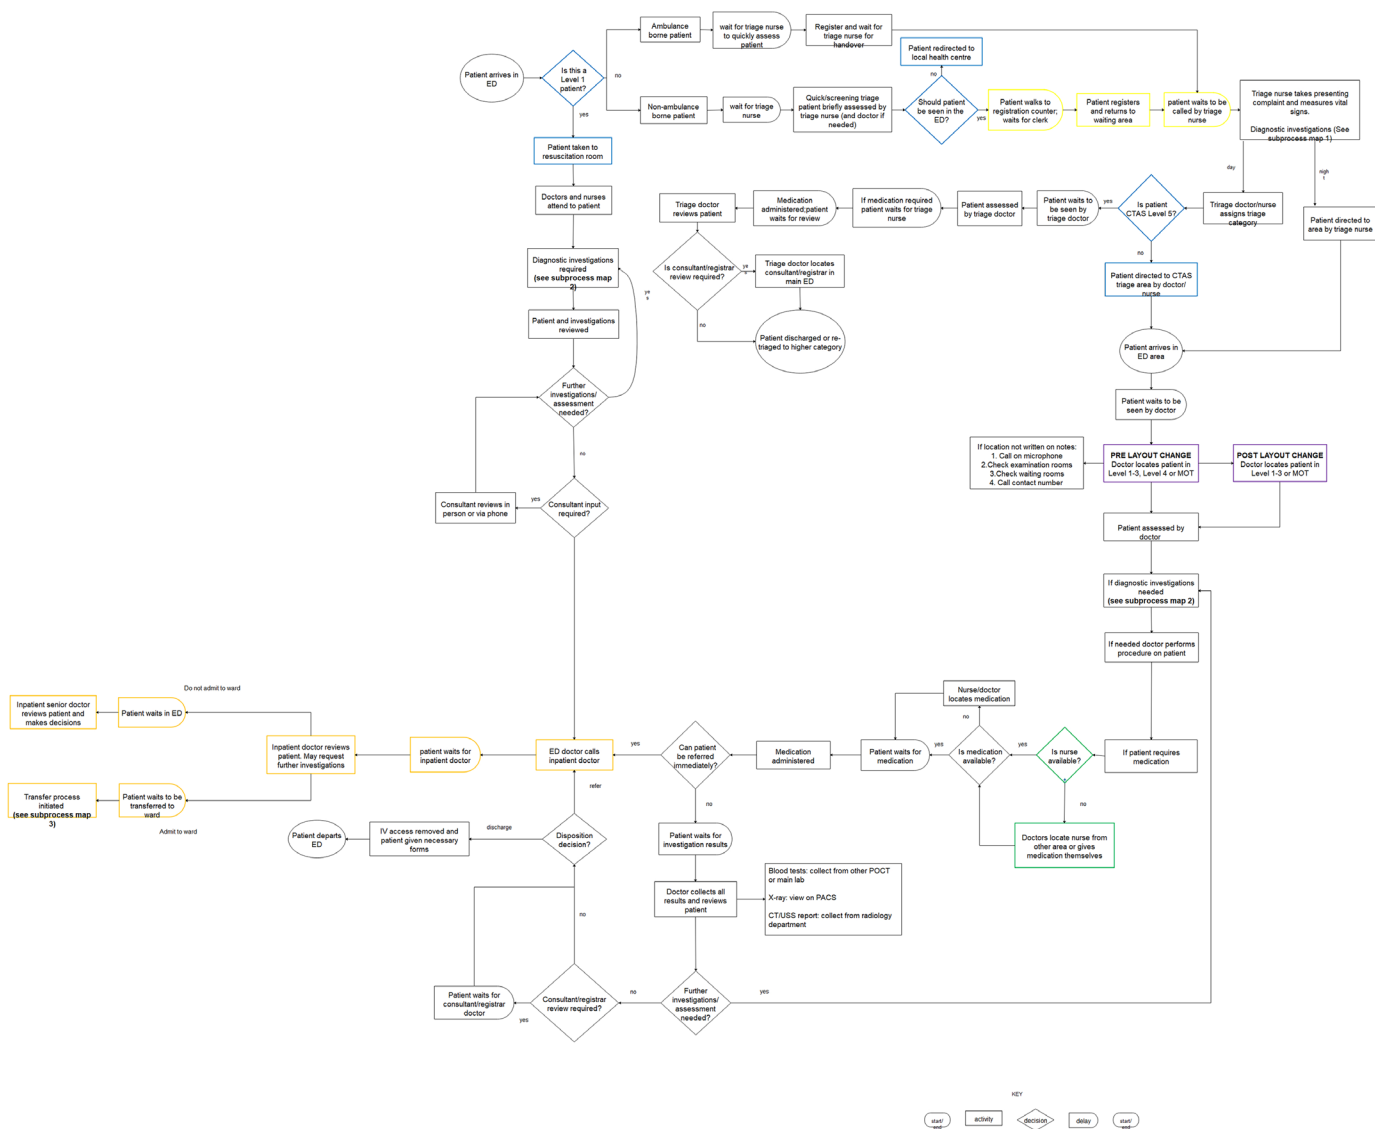 Patient arrives in
ED
Is this a
Level 1
patient?
no
yes
Ambulance
borne patient
wait for triage nurse
to quickly assess
patient
Register and wait for
triage nurse for
handover
Non-ambulance
borne patient
wait for triage
nurse
Quick/screening triage
patient briefly assessed by
triage nurse (and doctor if
needed)
Patient redirected to
local health centre
no
Should patient
be seen in the
ED?
yes
Patient walks to
registration counter;
waits for clerk
Patient registers
and returns to
waiting area
patient waits to be
called by triage
nurse
Triage nurse takes presenting
complaint and measures vital
signs.
Diagnostic investigations (See
subprocess map 1)
day
nigh
t
Patient directed to
area by triage nurse
Trirage doctor/nurse
assigns triage
category
Is patient
CTAS Level 5?
yes
no
Patient waits to
be seen by
triage doctor
Patient assessed
by triage doctor
If medication required
patient waits for triage
nurse
Medication
administered;patient
waits for review
Triage doctor
reviews patient
Is consultant/registrar
review required?
ye
s
no
Triage doctor locates
consultant/registrar in
main ED
Patient discharged or re-
triaged to higher category
Patient directed to CTAS
triage area by doctor/
nurse
Patient arrives in
ED area
Patient waits to be
seen by doctor
If location not written on notes:
1. Call on microphone
2.Check examination rooms
3.Check waiting rooms
4. Call contact number
PRE LAYOUT CHANGE
Doctor locates patient in
Level 1-3, Level 4 or MOT
POST LAYOUT CHANGE
Doctor locates patient in
Level 1-3 or MOT
Patient assessed by
doctor
If diagnostic investigations
needed
(see subprocess map 2)
If needed doctor performs
procedure on patient
If patient requires
medication
Is nurse
available?
yes
no
Doctors locate nurse from
other area or gives
medication themselves
Is medication
available?
no
yes
Nurse/doctor
locates medication
Patient waits for
medication
Medication
administered
Can patient
be referred
immediately?
yes
no
Patient waits for
investigation results
Doctor collects all
results and reviews
patient
Blood tests: collect from other POCT
or main lab
X-ray: view on PACS
CT/USS report: collect from radiology
department
Further
investigations/
assessment
needed?
yes
no
Consultant/registrar
review required?
yes
no
Patient waits for
consultant/registrar
doctor
Disposition
decision?
refer
discharge
IV access removed and
patient given necessary
forms
Patient departs
ED
Patient taken to
resuscitation room
Doctors and nurses
attend to patient
Diagnostic investigations
required
(see subprocess map
2)
Patient and investigations
reviewed
Further
investigations/
assessment
needed?
ye
s
no
Consultant input
required?
yes
Consultant reviews in
person or via phone
ED doctor calls
inpatient doctor
patient waits for
inpatient doctor
Inpatient doctor reviews
patient. May request
further investigations
Do not admit to ward
Patient waits in ED
Inpatient senior doctor
reviews patient and
makes decisions
Patient waits to be
transferred to
ward
Admit to ward
Transfer process
initiated
(see subprocess map
3)
KEY
start/
end
activity
decision
delay
start/
end